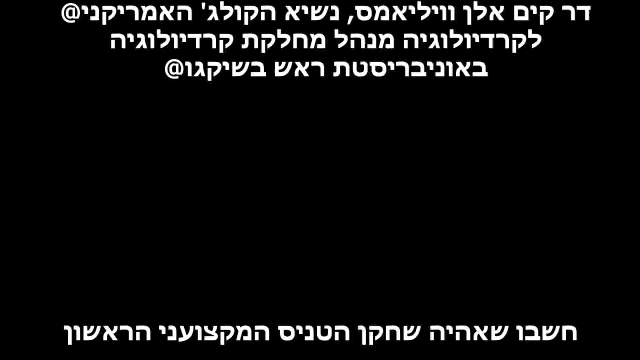 דר קים אלן וויליאמס, נשיא הקולג' האמריקני@
לקרדיולוגיה מנהל מחלקת קרדיולוגיה
באוניבריסטת ראש בשיקגו@
חשבו שאהיה שחקן הטניס המקצועני הראשון